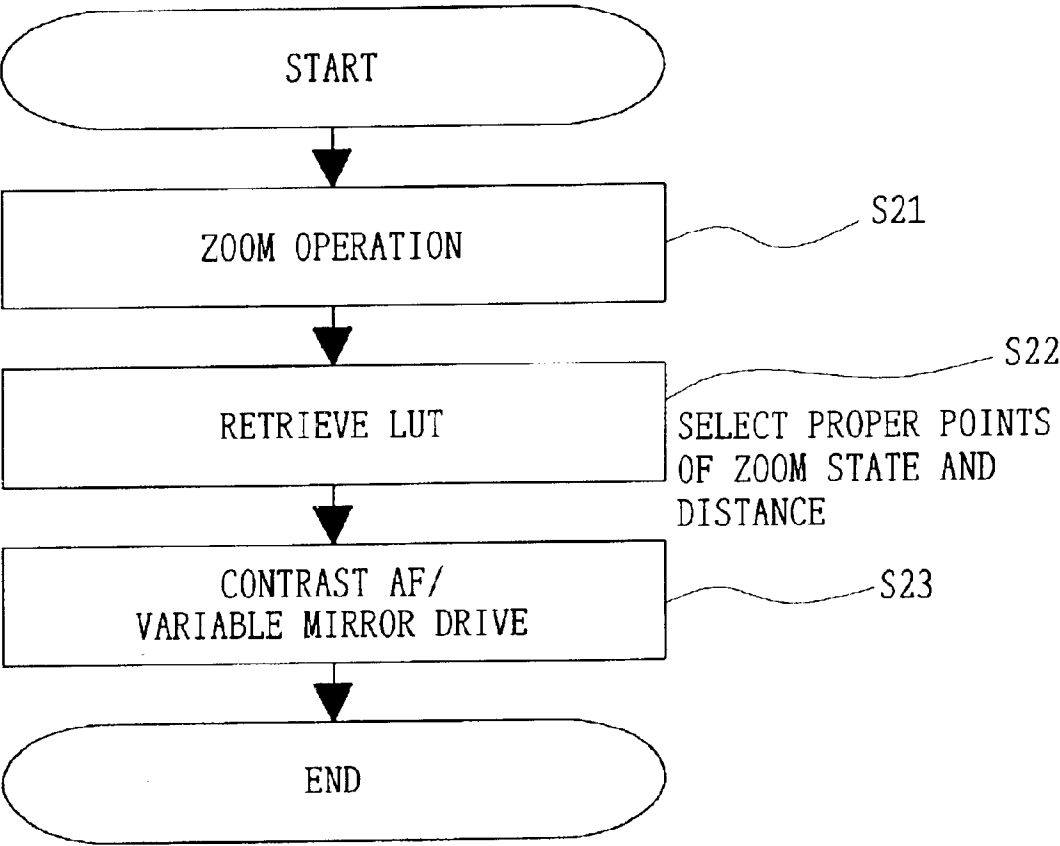 START
ZOOM OPERATION
S21
RETRIEVE LUT
S22
SELECT PROPER POINTS
OF ZOOM STATE AND
DISTANCE
CONTRAST AF/
VARIABLE MIRROR DRIVE
S23
END